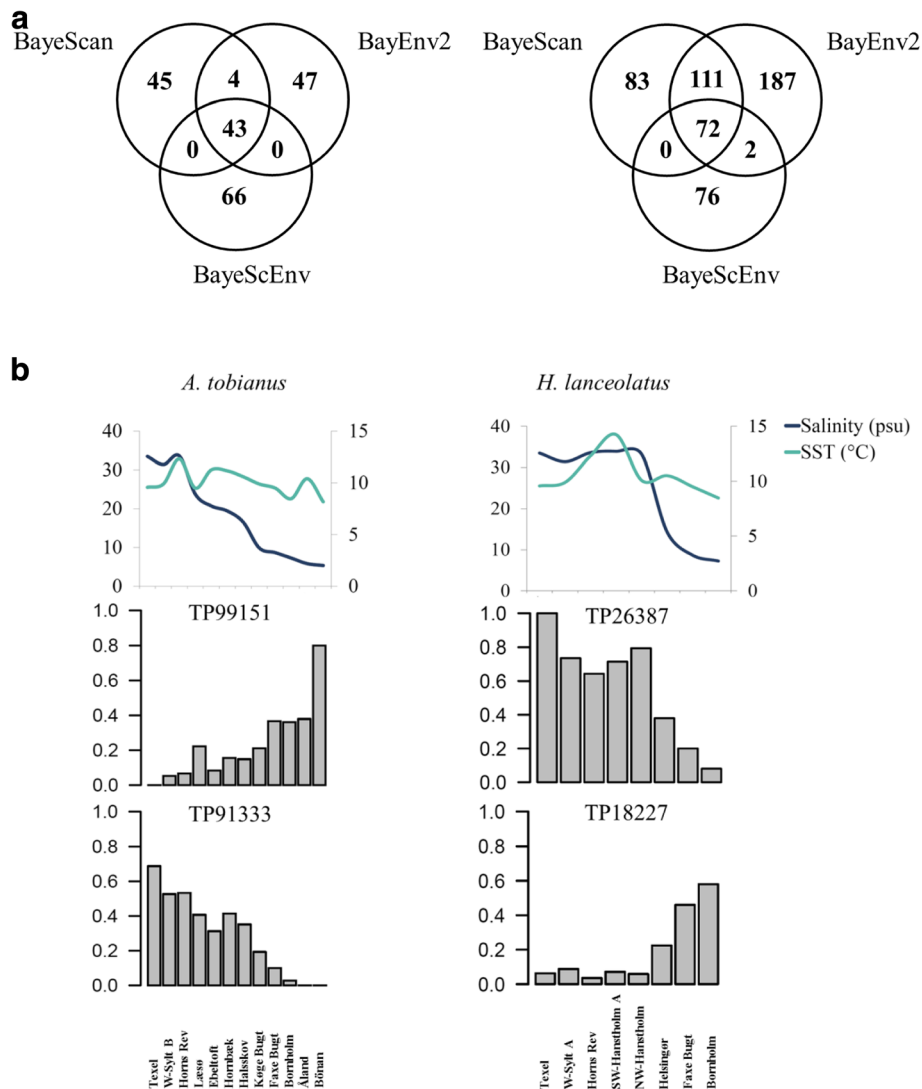 a
BayeScan BayEnv2
45 4 47
43
0 0
66
BayeScEnv
BayeScan BayEnv2
83 111 187
72
0 2
76
BayeScEnv
b
A. tobianus
40 15
30 10
20
10 5
0 0
H. lanceolatus
40 15
30 10
20
10 5
0 0
Salinity (psu)
SST (°C)
TP99151
1.0
0.8
0.6
0.4
0.2
0.0
TP26387
1.0
0.8
0.6
0.4
0.2
0.0
TP91333
1.0
0.8
0.6
0.4
0.2
0.0
Texel
W-Sylt B
Horns Rev
Læsø
Ebeltoft
Hornbæk
Halsskov
Køge Bugt
Faxe Bugt
Bornholm
Åland
Bönan
TP18227
1.0
0.8
0.6
0.4
0.2
0.0
Texel
W-Sylt A
Horns Rev
SW-Hanstholm A
NW-Hanstholm
Helsingør
Faxe Bugt
Bornholm